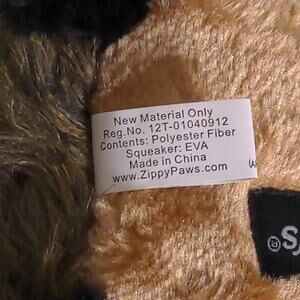 New Material Only
Reg.No. 12T-01040912
Contents: Polyester Fiber
Squeaker: EVA
Made in China
www.ZippyPaws.com